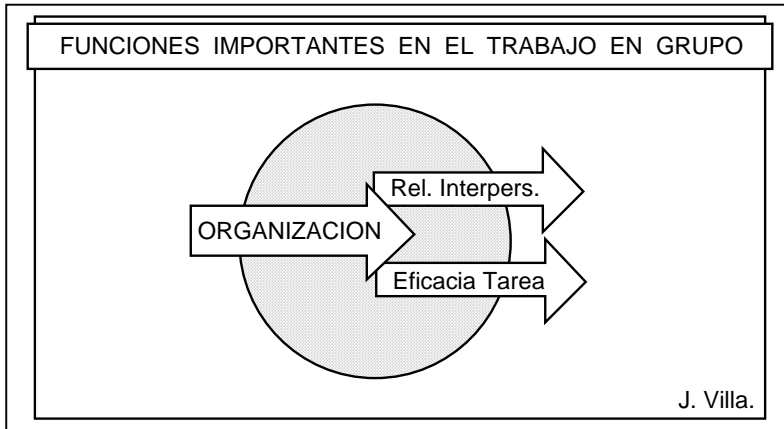 FUNCIONES IMPORTANTES EN EL TRABAJO EN GRUPO
Rel. Interpers.
ORGANIZACION
Eficacia Tarea
J. Villa.